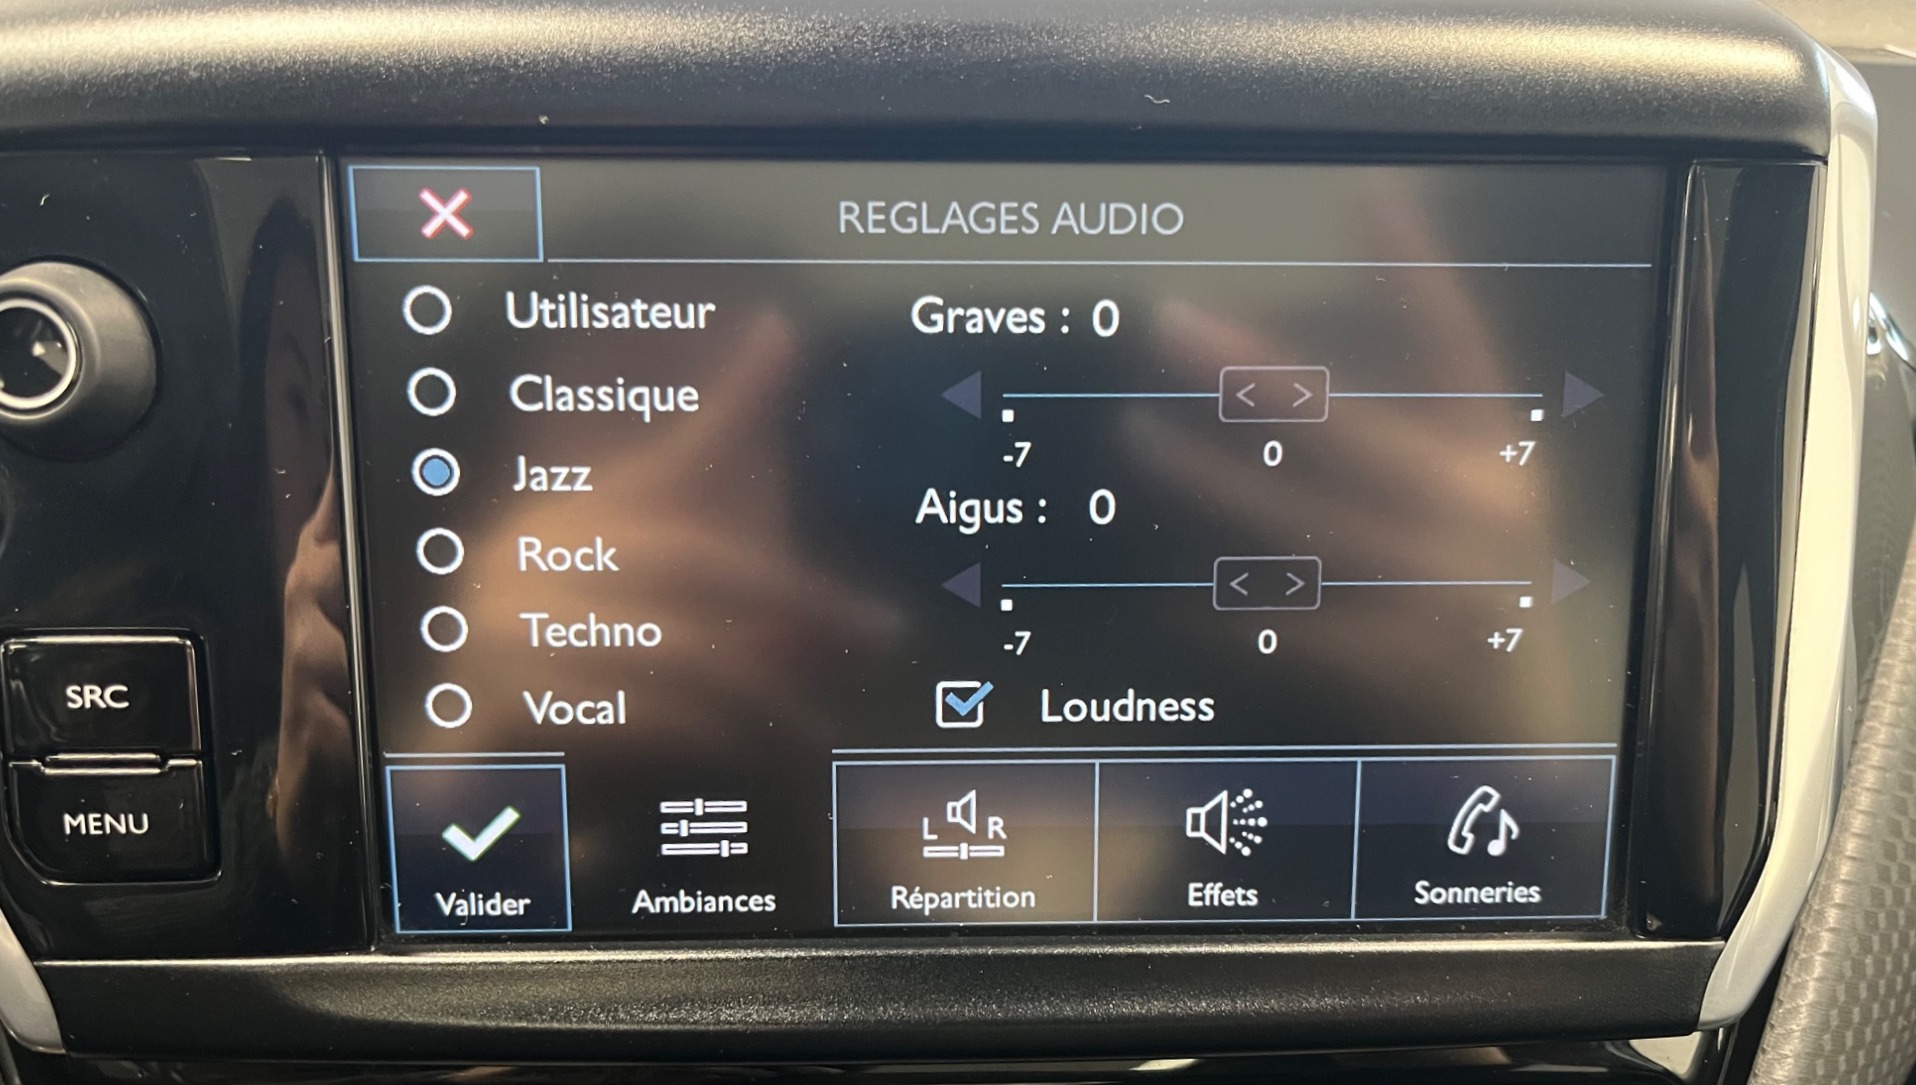 REGLAGES AUDIO
Utilisateur
Classique
Jazz
Rock
Techno
Vocal
Graves : 0
-7 0 +7
Aigus : 0
-7 0 +7
Loudness
SRC
MENU
Valider
Ambiances
L R
Répartition
Effets
Sonneries